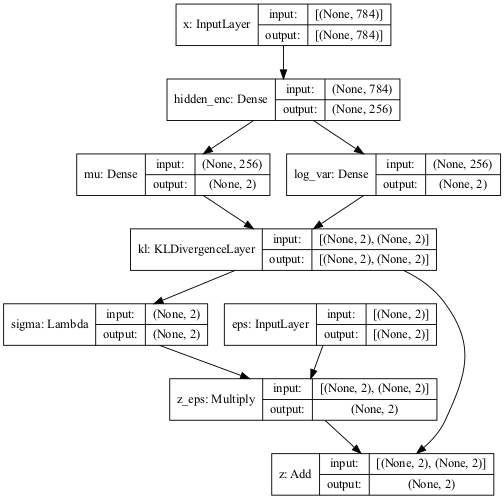 x: InputLayer
input: [(None, 784)]
output: [(None, 784)]
hidden_enc: Dense
input: (None, 784)
output: (None, 256)
mu: Dense
input: (None, 256)
output: (None, 2)
log_var: Dense
input: (None, 256)
output: (None, 2)
kl: KLDivergenceLayer
input: [(None, 2), (None, 2)]
output: [(None, 2), (None, 2)]
sigma: Lambda
input: (None, 2)
output: (None, 2)
eps: InputLayer
input: [(None, 2)]
output: [(None, 2)]
z_eps: Multiply
input: [(None, 2), (None, 2)]
output: (None, 2)
z: Add
input: [(None, 2), (None, 2)]
output: (None, 2)